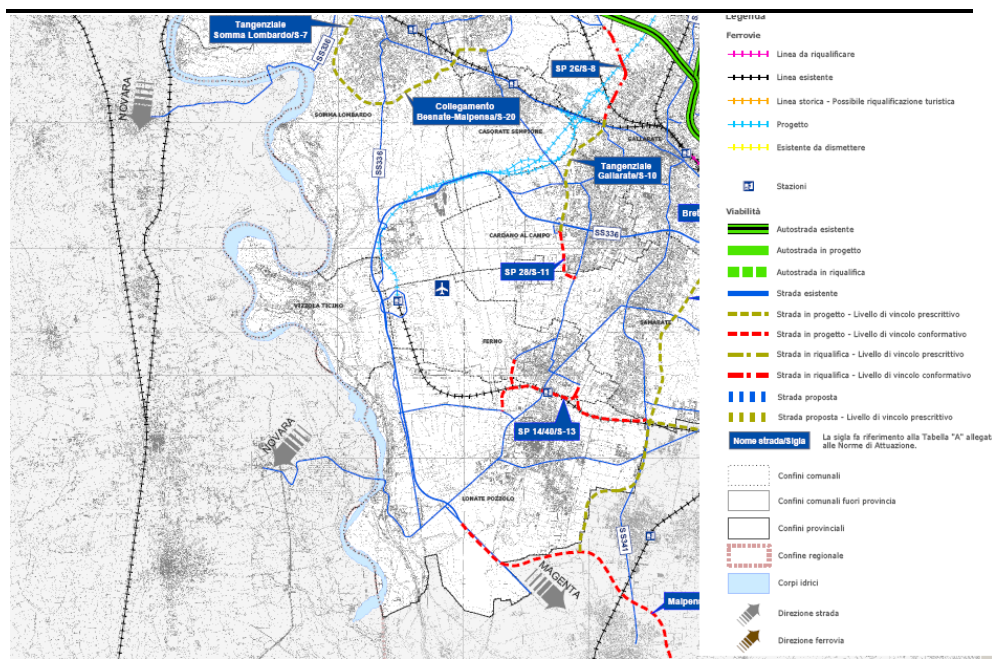 Tangenziale
Somma Lombardo/S-7
SS336
NOVARA
SP 26/S-8
SOMMA LOMBARDO
Collegamento
Besnate-Malpensa/S-20
CASORATE SEMPIONE
GALLARATE
SS336
Tangenziale
Gallarate/S-10
Bret
CARDANO AL CAMPO
SS336
SP 28/S-11
VIZZOLA TICINO
SAMARATE
FERNO
SP 14/40/S-13
NOVARA
LONATE POZZOLO
SS341
MAGENTA
Malpen
Legenda
Ferrovie
Linea da riqualificare
Linea esistente
Linea storica - Possibile riqualificazione turistica
Progetto
Esistente da dismettere
Stazioni
Viabilità
Autostrada esistente
Autostrada in progetto
Autostrada in riqualifica
Strada esistente
Strada in progetto - Livello di vincolo prescrittivo
Strada in progetto - Livello di vincolo conformativo
Strada in riqualifica - Livello di vincolo prescrittivo
Strada in riqualifica - Livello di vincolo conformativo
Strada proposta
Strada proposta - Livello di vincolo prescrittivo
Nome strada/Sigla
La sigla fa riferimento alla Tabella "A" allegat
alle Norme di Attuazione.
Confini comunali
Confini comunali fuori provincia
Confini provinciali
Confine regionale
Corpi idrici
Direzione strada
Direzione ferrovia